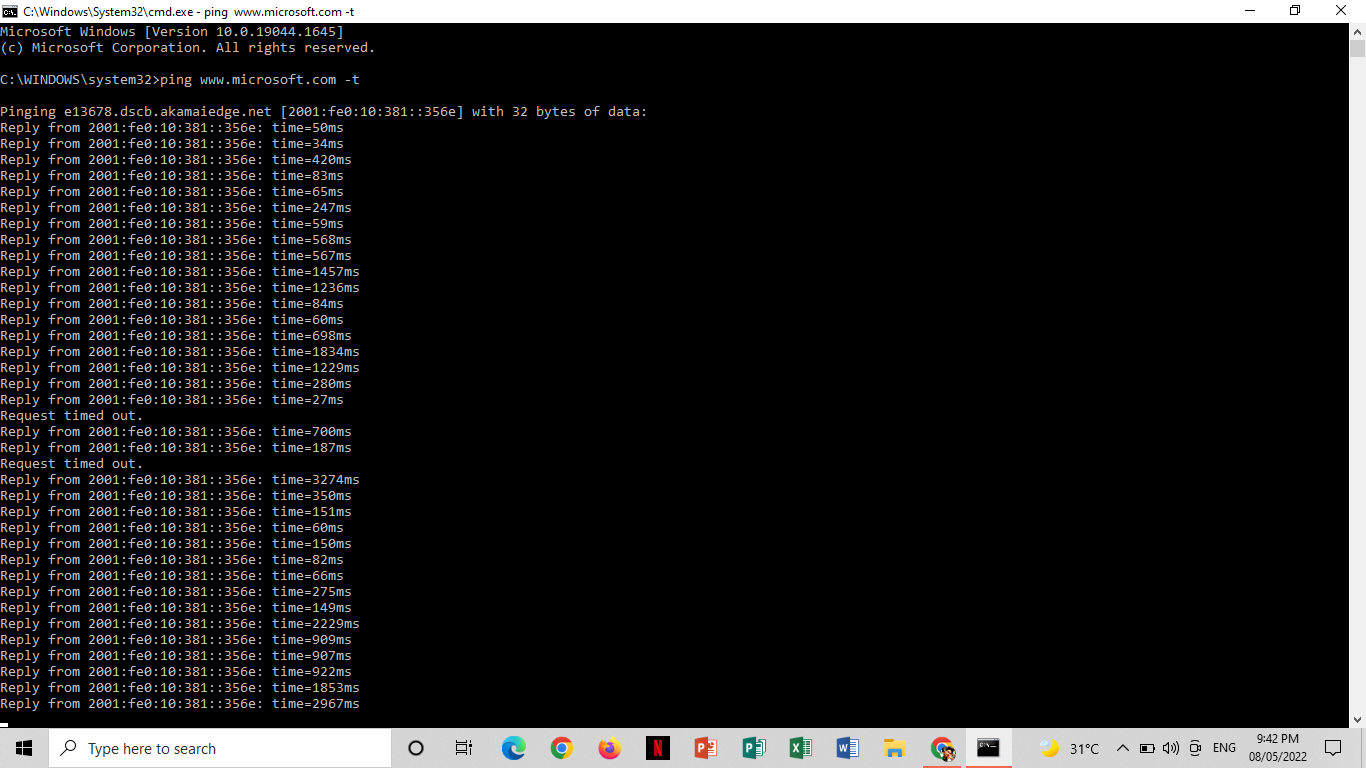 C:\Windows\System32\cmd.exe - ping  www.microsoft.com -t
Microsoft Windows [Version 10.0.19044.1645]
(c) Microsoft Corporation. All rights reserved.
C:\WINDOWS\system32>ping www.microsoft.com -t
Pinging e13678.dscb.akamaiedge.net [2001:fe0:10:381::356e] with 32 bytes of data:
Reply from 2001:fe0:10:381::356e: time=50ms
Reply from 2001:fe0:10:381::356e: time=34ms
Reply from 2001:fe0:10:381::356e: time=420ms
Reply from 2001:fe0:10:381::356e: time=83ms
Reply from 2001:fe0:10:381::356e: time=65ms
Reply from 2001:fe0:10:381::356e: time=247ms
Reply from 2001:fe0:10:381::356e: time=59ms
Reply from 2001:fe0:10:381::356e: time=568ms
Reply from 2001:fe0:10:381::356e: time=567ms
Reply from 2001:fe0:10:381::356e: time=1457ms
Reply from 2001:fe0:10:381::356e: time=1236ms
Reply from 2001:fe0:10:381::356e: time=84ms
Reply from 2001:fe0:10:381::356e: time=60ms
Reply from 2001:fe0:10:381::356e: time=698ms
Reply from 2001:fe0:10:381::356e: time=1834ms
Reply from 2001:fe0:10:381::356e: time=1229ms
Reply from 2001:fe0:10:381::356e: time=280ms
Reply from 2001:fe0:10:381::356e: time=27ms
Request timed out.
Reply from 2001:fe0:10:381::356e: time=700ms
Reply from 2001:fe0:10:381::356e: time=187ms
Request timed out.
Reply from 2001:fe0:10:381::356e: time=3274ms
Reply from 2001:fe0:10:381::356e: time=350ms
Reply from 2001:fe0:10:381::356e: time=151ms
Reply from 2001:fe0:10:381::356e: time=60ms
Reply from 2001:fe0:10:381::356e: time=150ms
Reply from 2001:fe0:10:381::356e: time=82ms
Reply from 2001:fe0:10:381::356e: time=66ms
Reply from 2001:fe0:10:381::356e: time=275ms
Reply from 2001:fe0:10:381::356e: time=149ms
Reply from 2001:fe0:10:381::356e: time=2229ms
Reply from 2001:fe0:10:381::356e: time=909ms
Reply from 2001:fe0:10:381::356e: time=907ms
Reply from 2001:fe0:10:381::356e: time=922ms
Reply from 2001:fe0:10:381::356e: time=1853ms
Reply from 2001:fe0:10:381::356e: time=2967ms
Type here to search
31°C
ENG
9:42 PM
08/05/2022